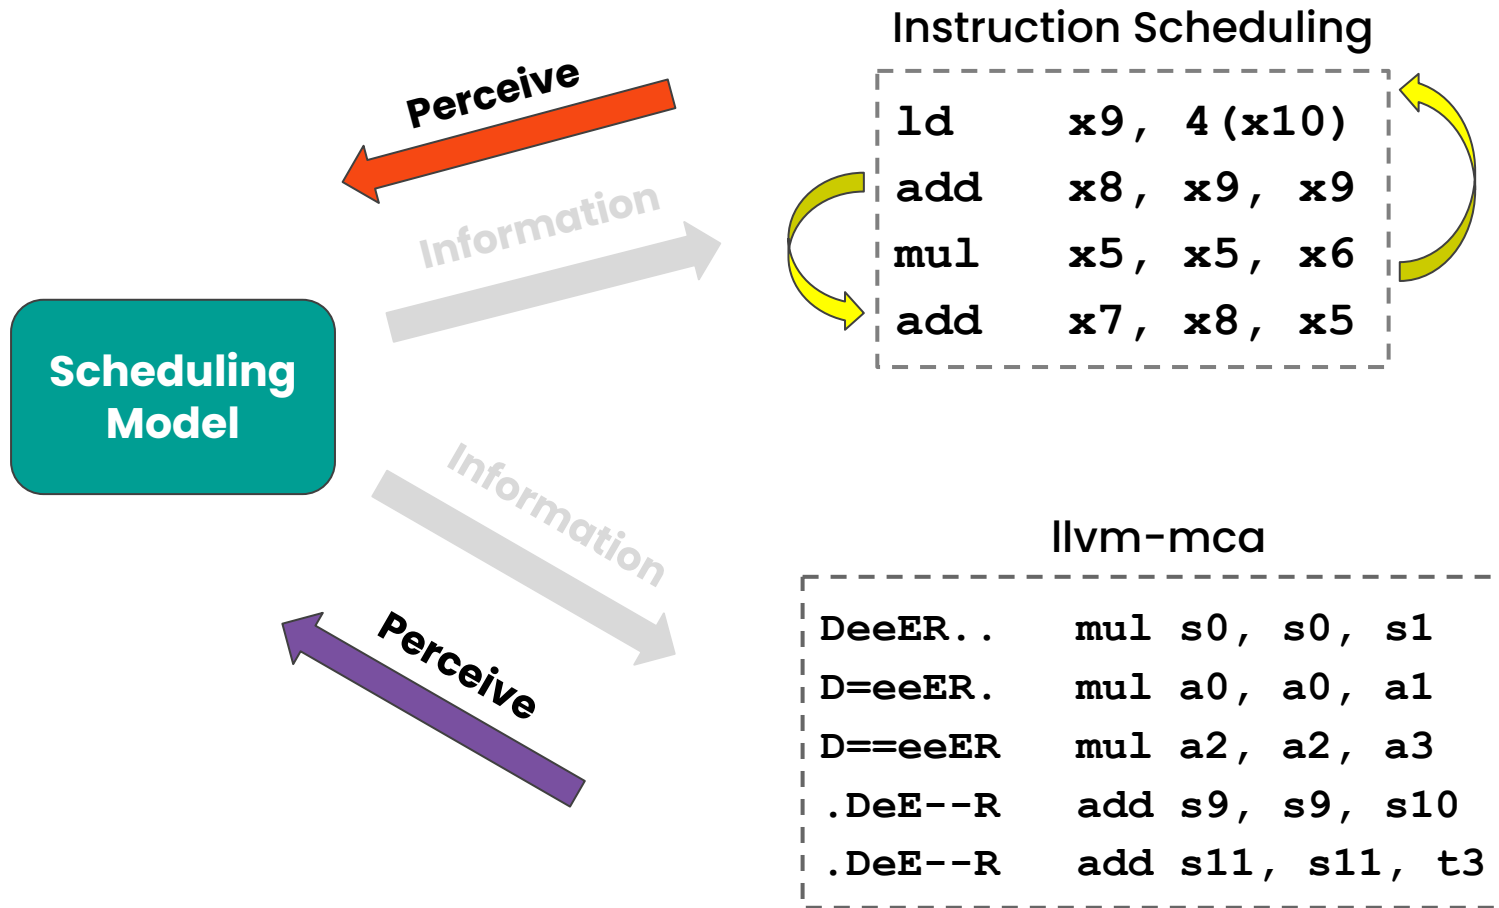 Instruction Scheduling
Perceive
ld x9, 4(x10)
add x8, x9, x9
mul x5, x5, x6
add x7, x8, x5
Information
Scheduling
Model
Information
Perceive
llvm-mca
DeeER.. mul s0, s0, s1
D=eeER. mul a0, a0, a1
D==eeER mul a2, a2, a3
.DeE--R add s9, s9, s10
.DeE--R add s11, s11, t3